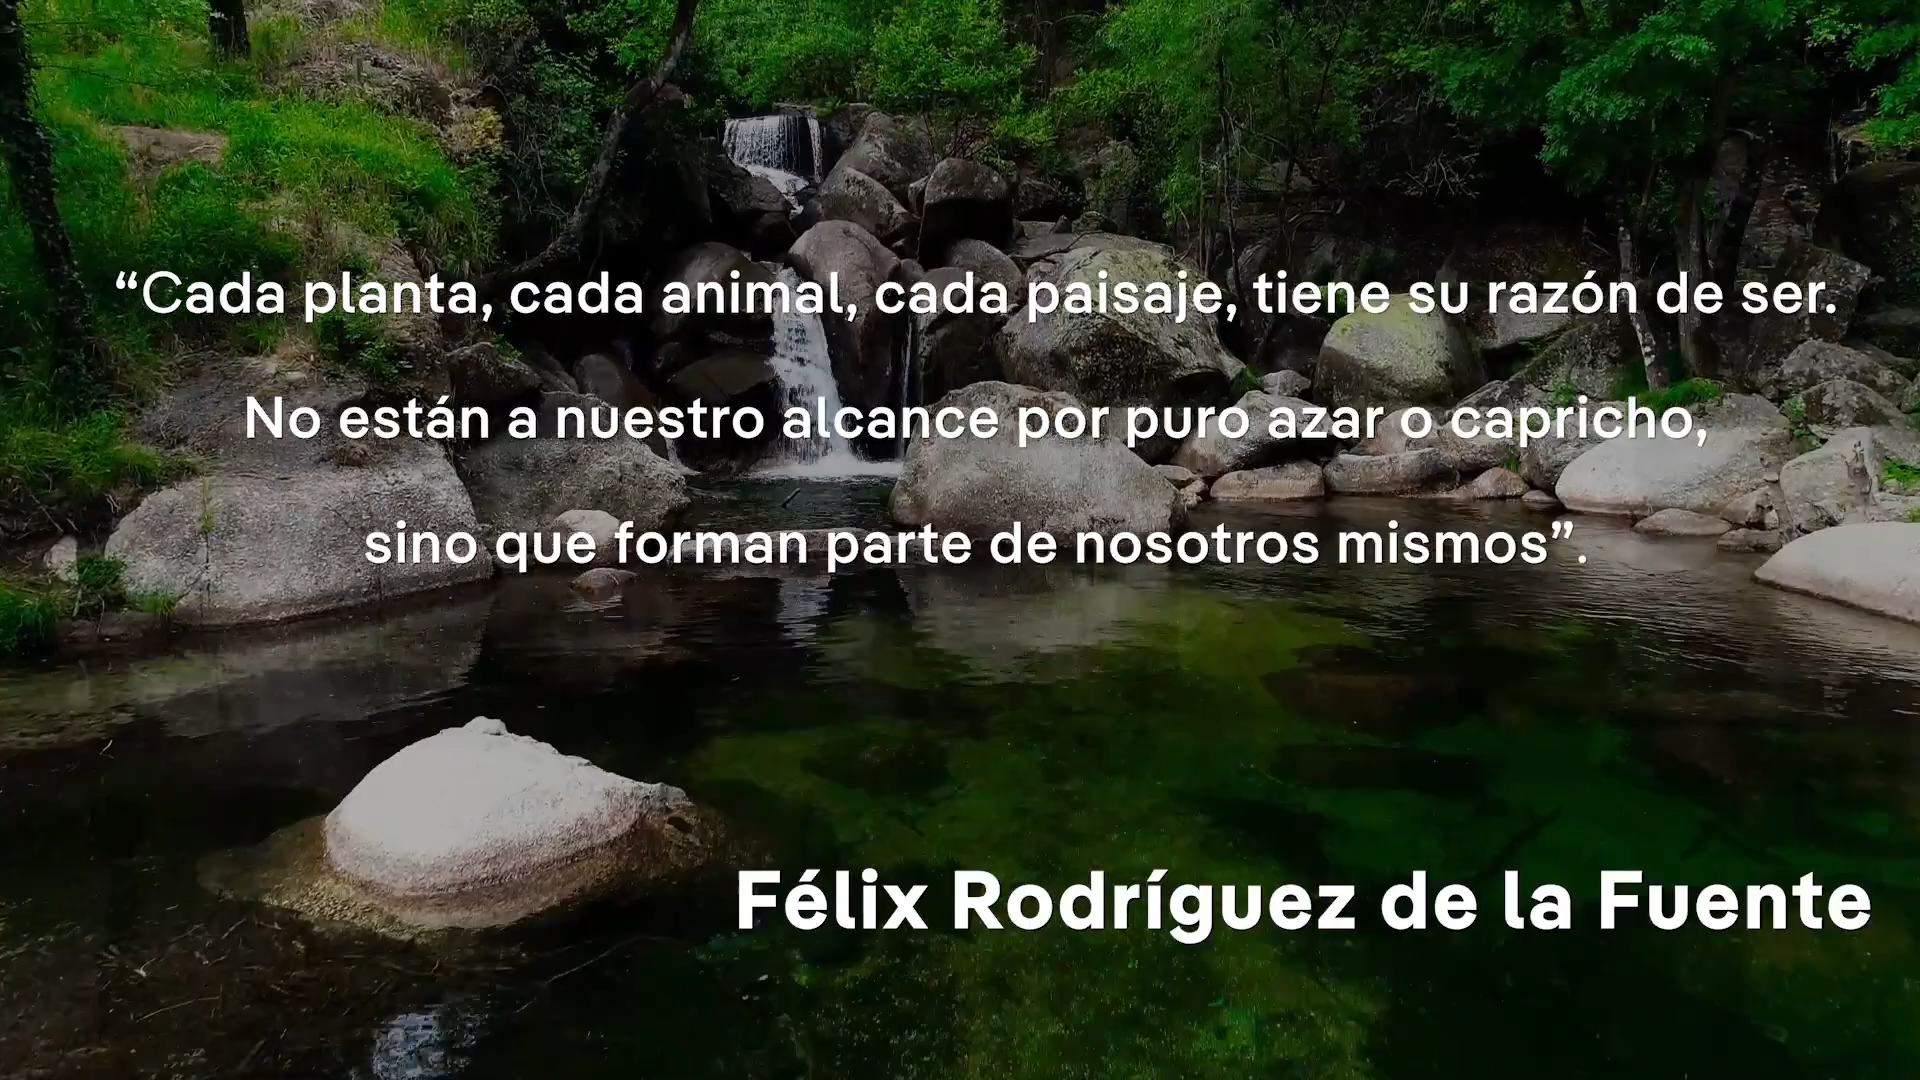 “Cada planta, cada animal, cada paisaje, tiene su razón de ser.
No están a nuestro alcance por puro azar o capricho,
sino que forman parte de nosotros mismos”.
Félix Rodríguez de la Fuente